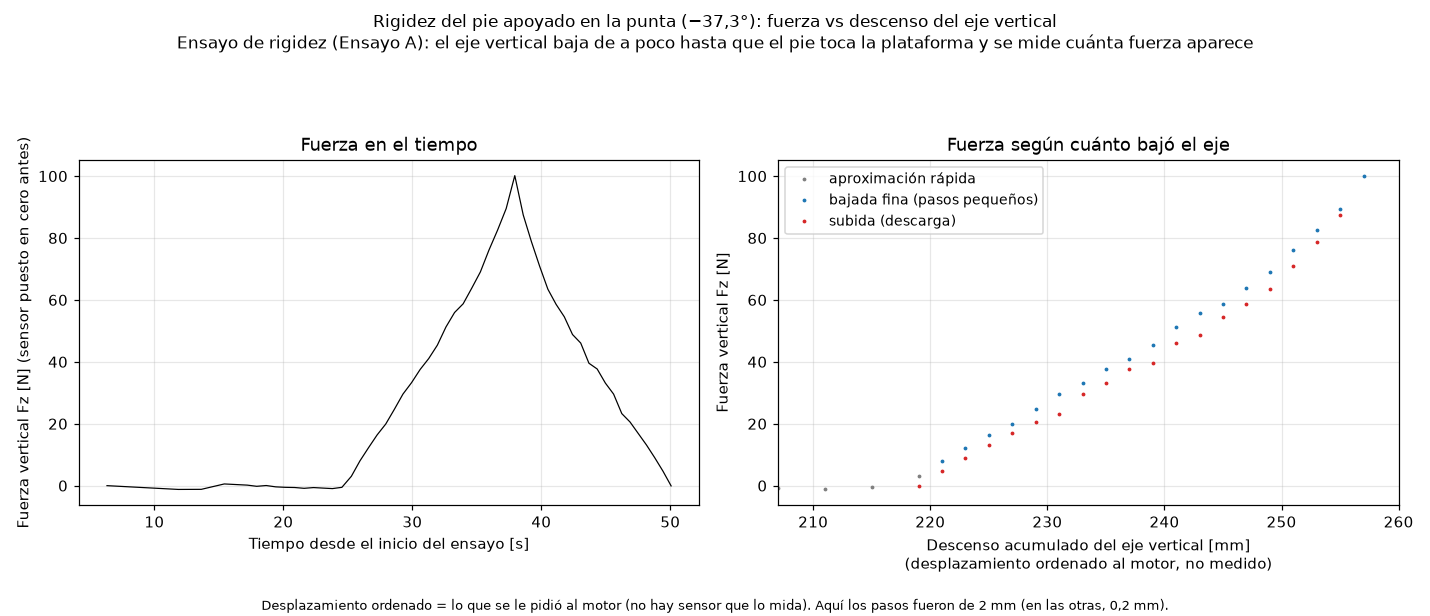 Rigidez del pie apoyado en la punta (−37,3°): fuerza vs descenso del eje vertical
Ensayo de rigidez (Ensayo A): el eje vertical baja de a poco hasta que el pie toca la plataforma y se mide cuánta fuerza aparece
Fuerza en el tiempo
Fuerza vertical Fz [N] (sensor puesto en cero antes)
100
80
60
40
20
0
10 20 30 40 50
Tiempo desde el inicio del ensayo [s]
Fuerza según cuánto bajó el eje
aproximación rápida
bajada fina (pasos pequeños)
subida (descarga)
Fuerza vertical Fz [N]
100
80
60
40
20
0
210 220 230 240 250 260
Descenso acumulado del eje vertical [mm]
(desplazamiento ordenado al motor, no medido)
Desplazamiento ordenado = lo que se le pidió al motor (no hay sensor que lo mida). Aquí los pasos fueron de 2 mm (en las otras, 0,2 mm).